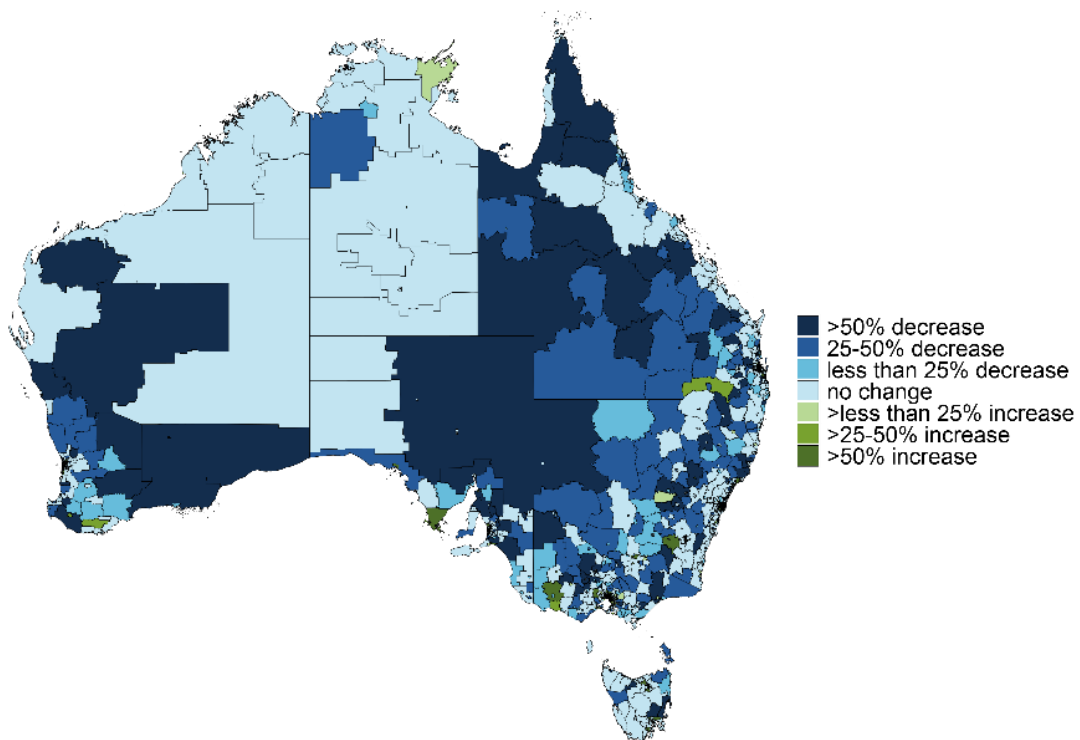 >50% decrease
25-50% decrease
less than 25% decrease
no change
>less than 25% increase
>25-50% increase
>50% increase